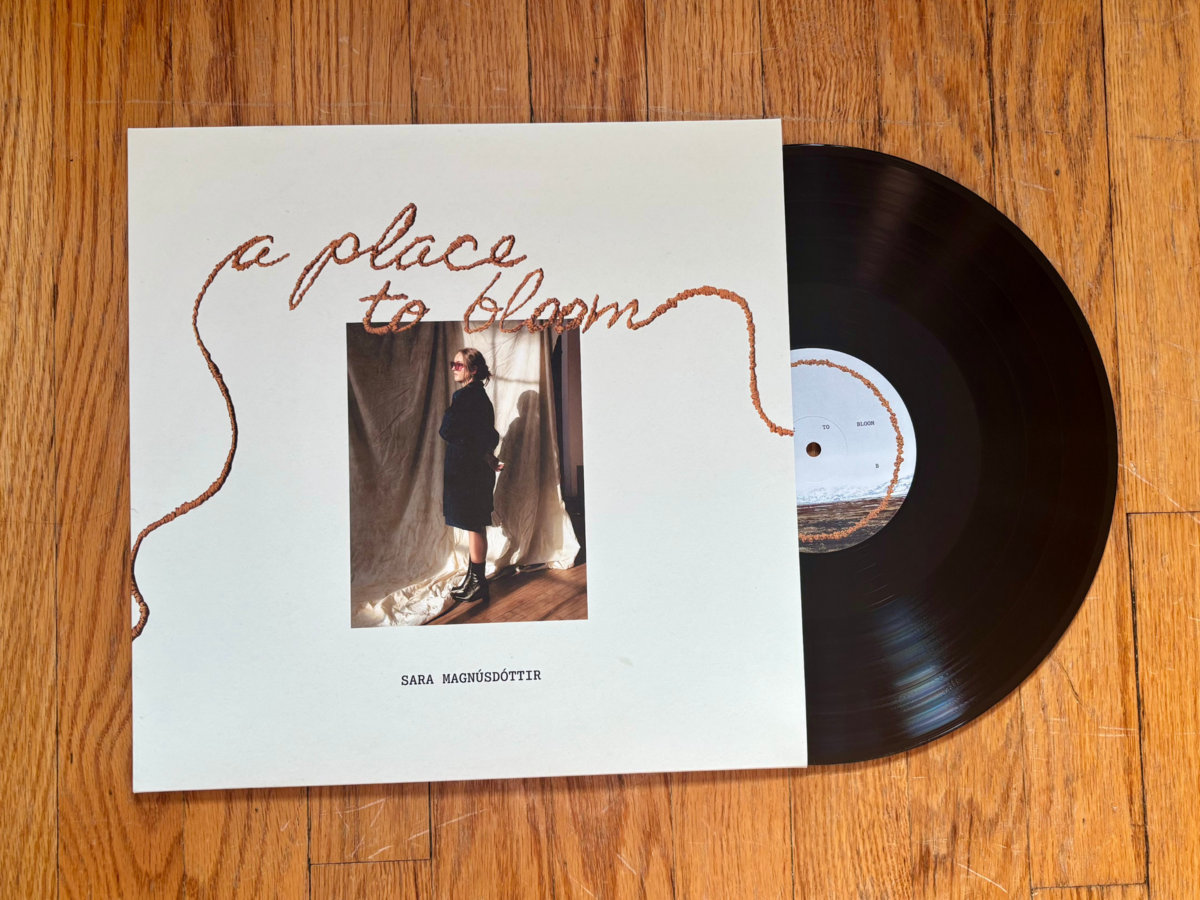 a place
to bloom
SARA MAGNÚSDÓTTIR
TO BLOOM
B